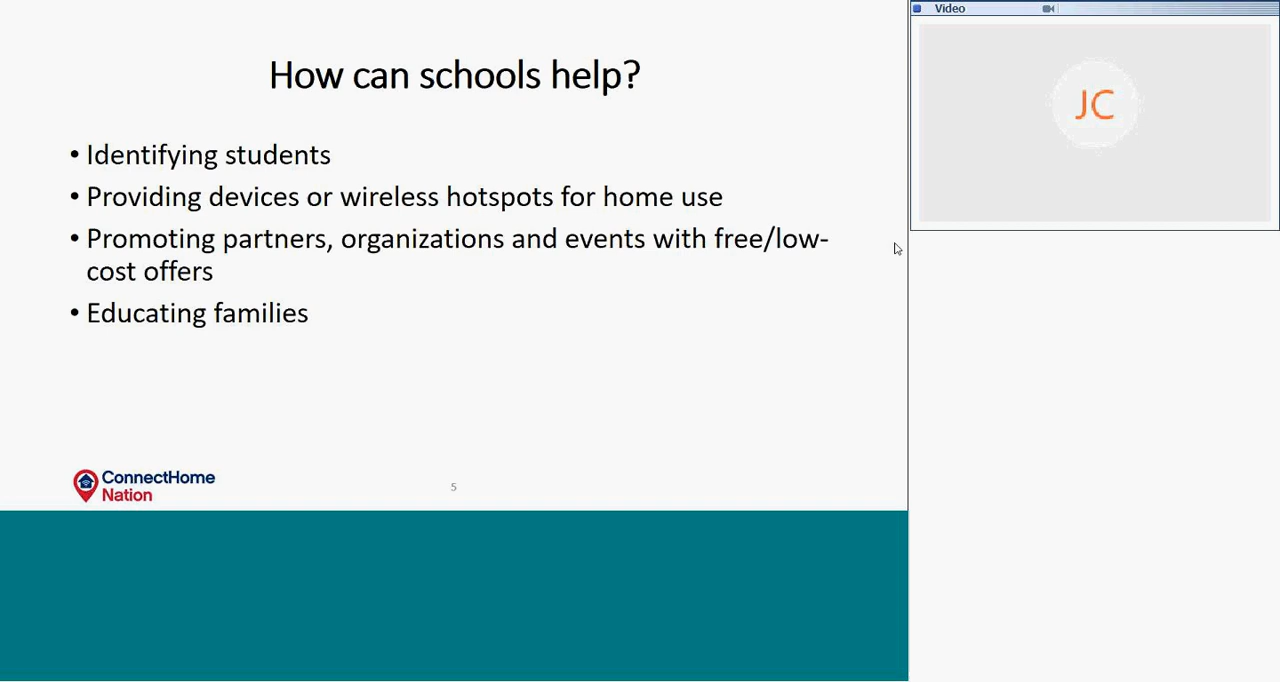 How can schools help?
• Identifying students
• Providing devices or wireless hotspots for home use
• Promoting partners, organizations and events with free/low-
cost offers
• Educating families
ConnectHome
Nation
5
Video
JC